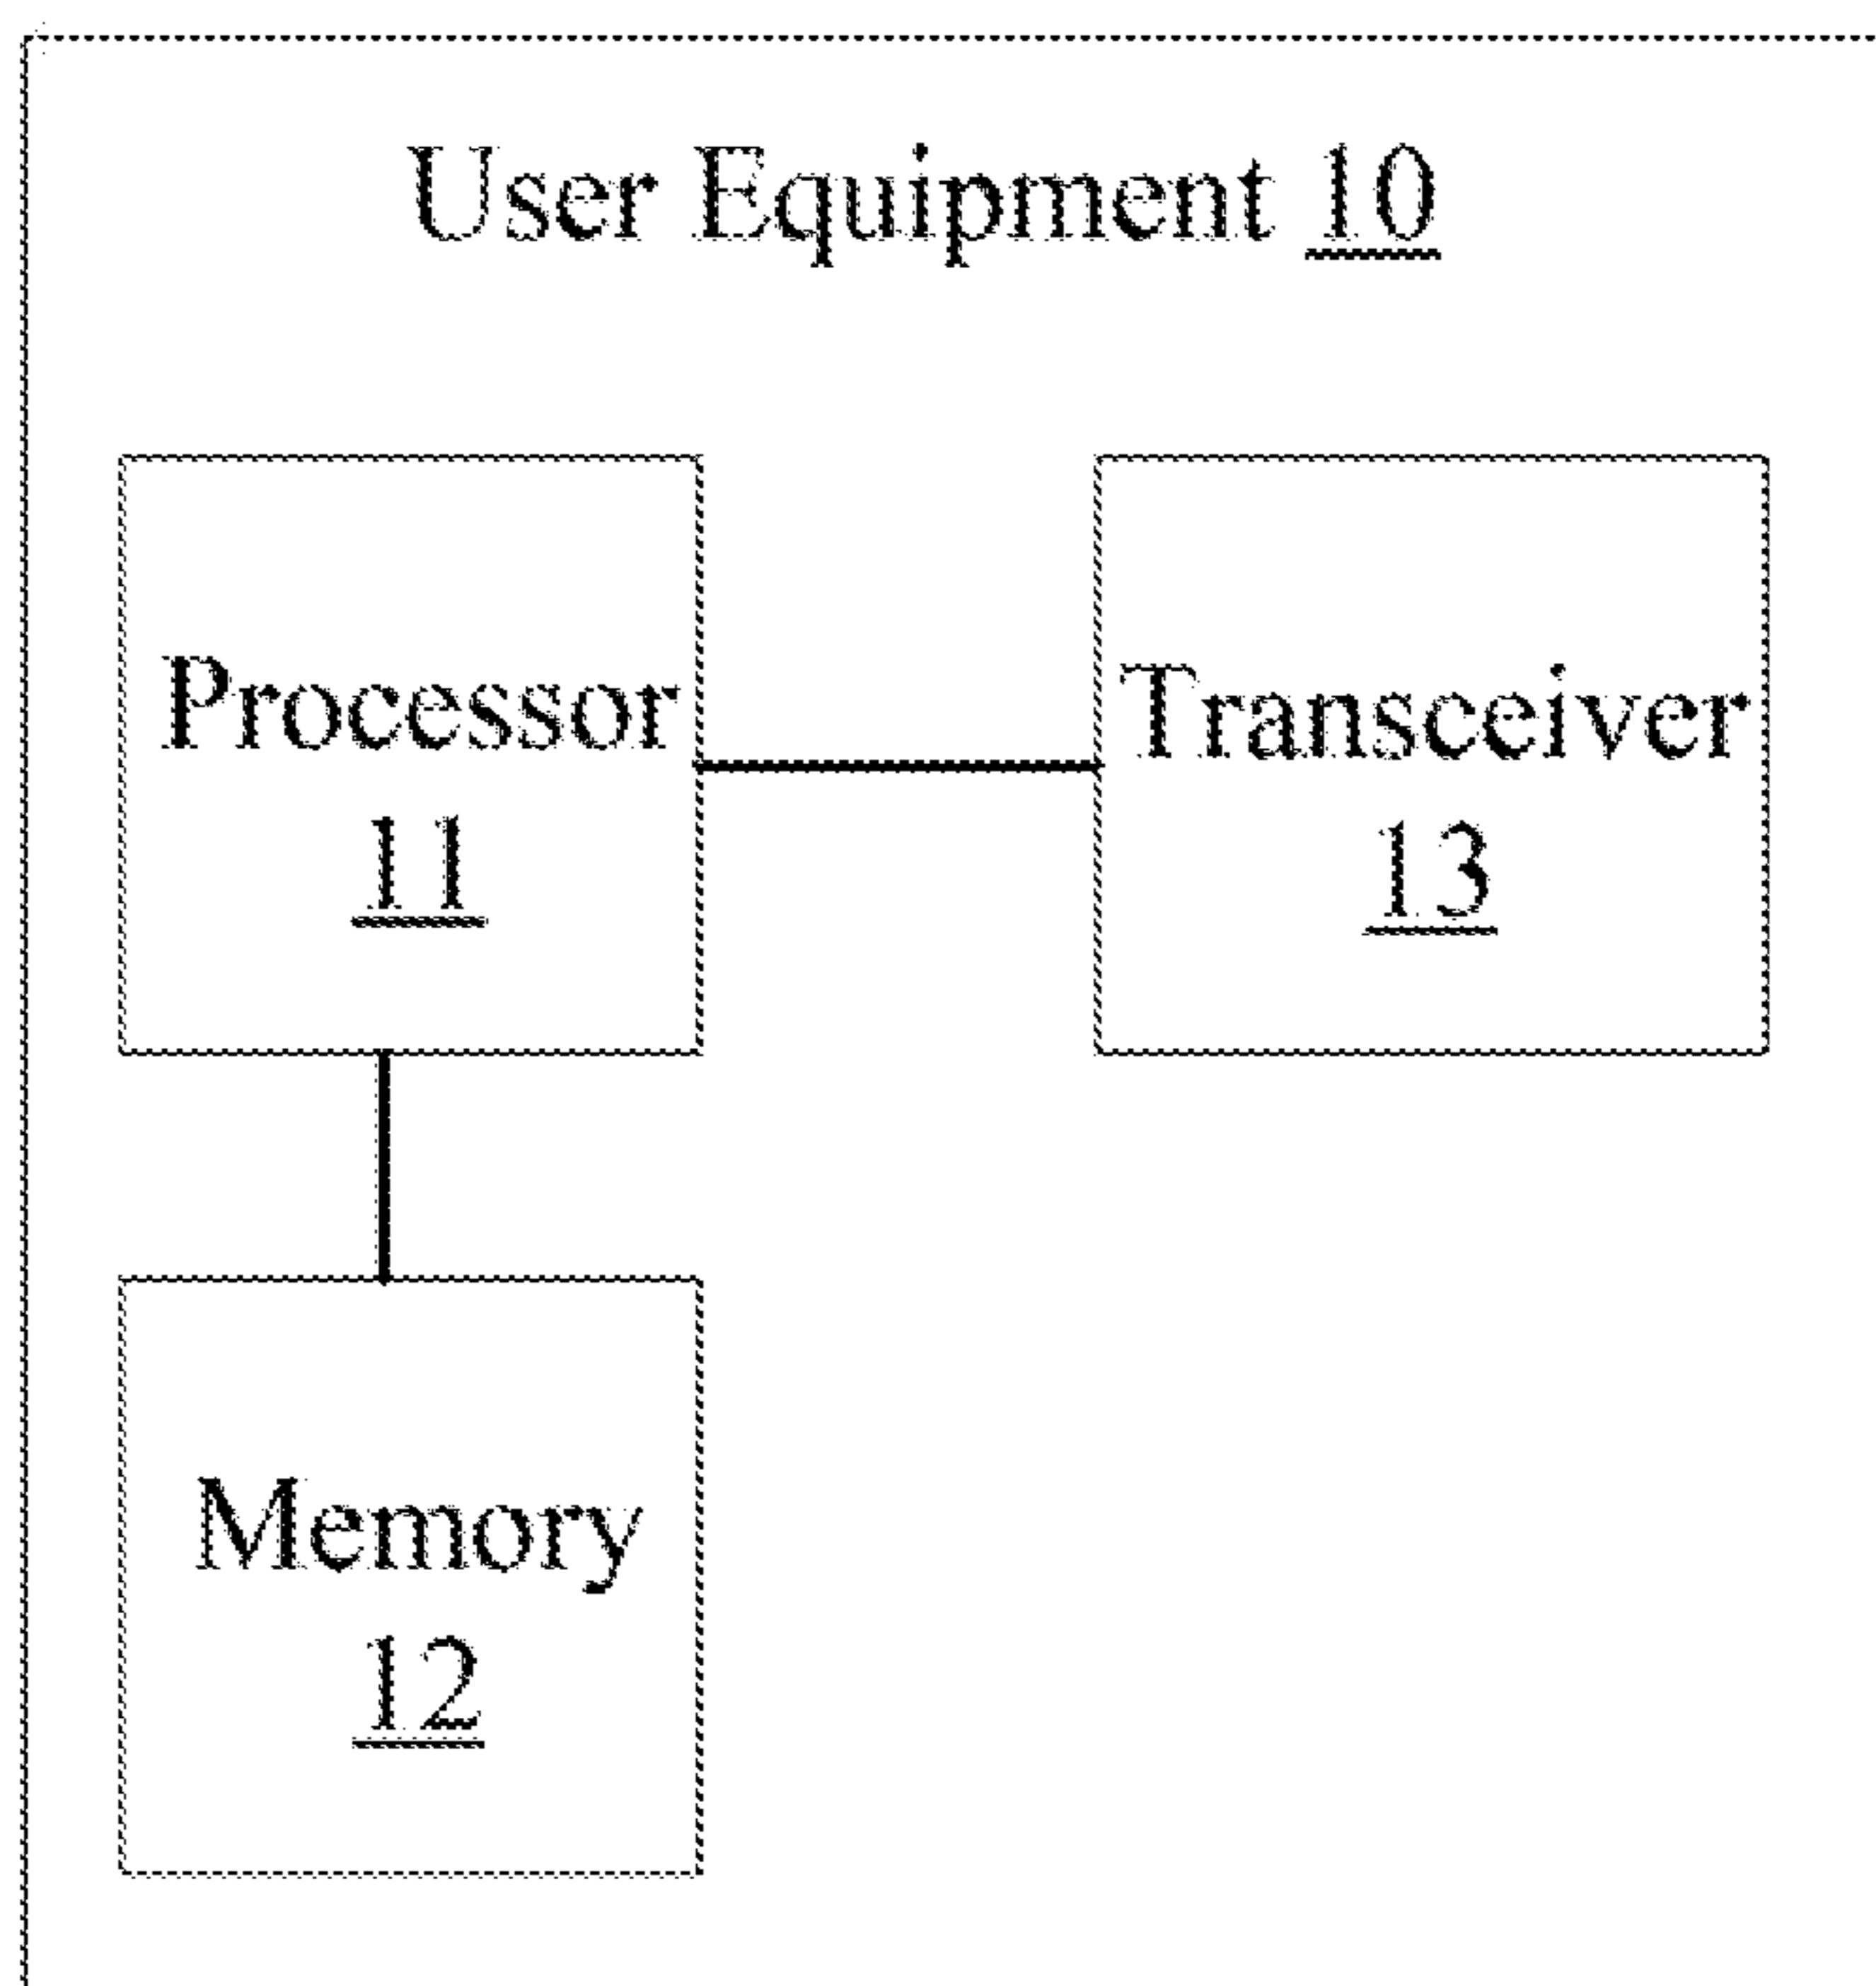 User Equipment 10
Processor
11
Transceiver
13
Memory
12